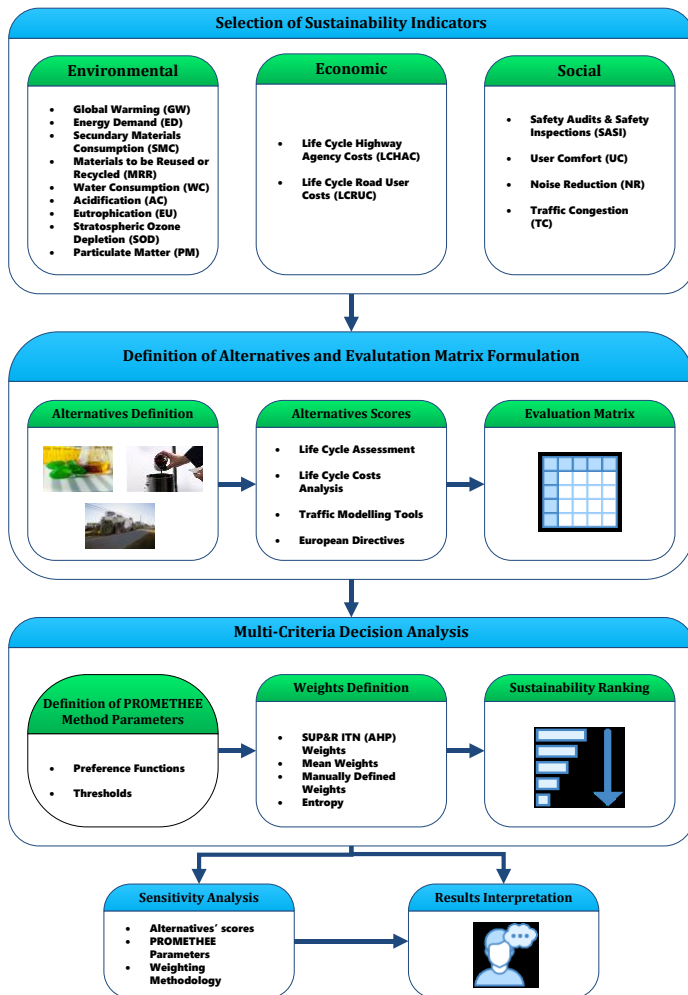 Selection of Sustainability Indicators
Environmental
Global Warming (GW)
Energy Demand (ED)
Secundary Materials
Consumption (SMC)
Materials to be Reused or
Recycled (MRR)
Water Consumption (WC)
Acidification (AC)
Eutrophication (EU)
Stratospheric Ozone
Depletion (SOD)
Particulate Matter (PM)
Economic
Life Cycle Highway
Agency Costs (LCHAC)
Life Cycle Road User
Costs (LCRUC)
Social
Safety Audits & Safety
Inspections (SASI)
User Comfort (UC)
Noise Reduction (NR)
Traffic Congestion
(TC)
Definition of Alternatives and Evalutation Matrix Formulation
Alternatives Definition
Alternatives Scores
Life Cycle Assessment
Life Cycle Costs
Analysis
Traffic Modelling Tools
European Directives
Evaluation Matrix
Multi-Criteria Decision Analysis
Definition of PROMETHEE
Method Parameters
Preference Functions
Thresholds
Weights Definition
SUP&R ITN (AHP)
Weights
Mean Weights
Manually Defined
Weights
Entropy
Sustainability Ranking
Sensitivity Analysis
Alternatives’ scores
PROMETHEE
Parameters
Weighting
Methodology
Results Interpretation